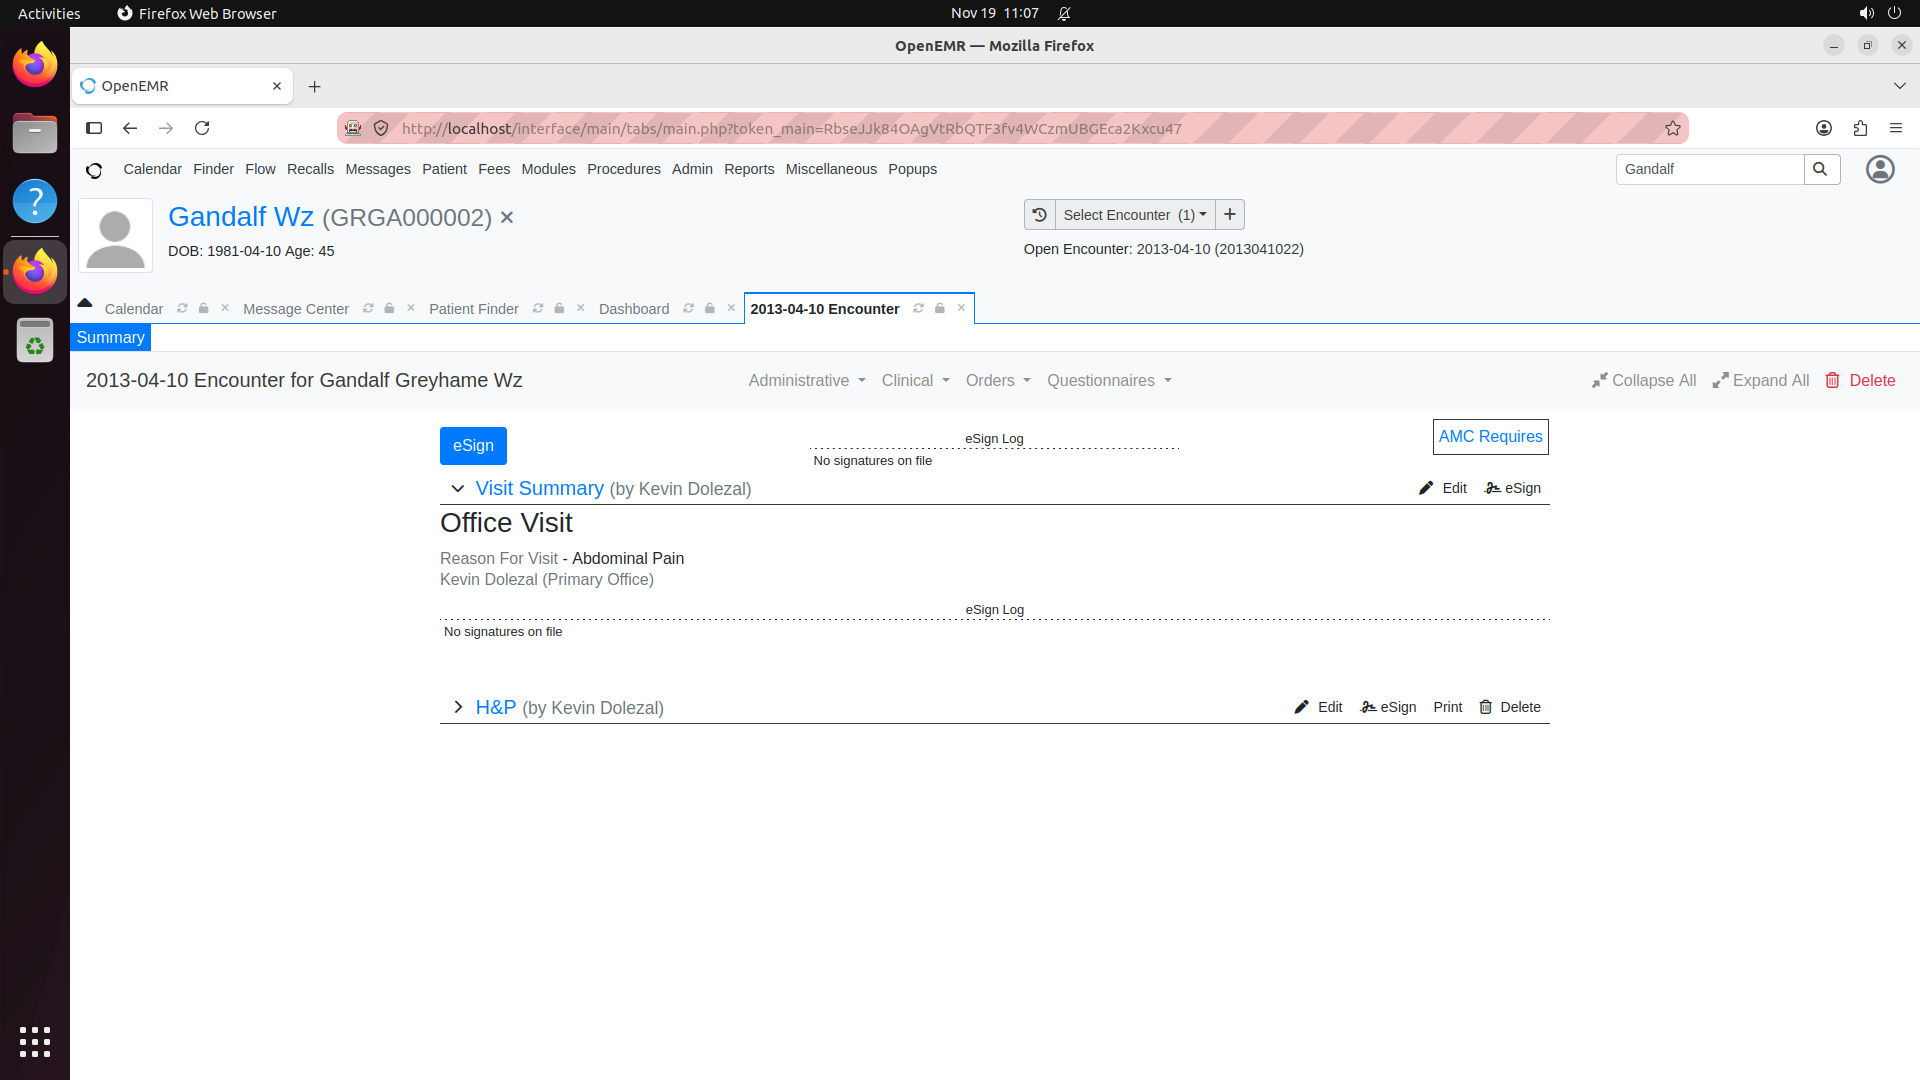 Activities
Firefox Web Browser
Nov 19 11:07
OpenEMR — Mozilla Firefox
OpenEMR
http://localhost/interface/main/tabs/main.php?token_main=RbseJJk84OAgVtRbQTF3fv4WCzmUBGEca2Kxcu47
Calendar Finder Flow Recalls Messages Patient Fees Modules Procedures Admin Reports Miscellaneous Popups
Gandalf
Gandalf Wz (GRGA000002)
Select Encounter (1)
DOB: 1981-04-10 Age: 45
Open Encounter: 2013-04-10 (2013041022)
Calendar Message Center Patient Finder Dashboard 2013-04-10 Encounter
Summary
2013-04-10 Encounter for Gandalf Greyhame Wz
Administrative Clinical Orders Questionnaires
Collapse All Expand All Delete
eSign
eSign Log
No signatures on file
AMC Requires
Visit Summary (by Kevin Dolezal)
Edit eSign
Office Visit
Reason For Visit - Abdominal Pain
Kevin Dolezal (Primary Office)
eSign Log
No signatures on file
H&P (by Kevin Dolezal)
Edit eSign Print Delete